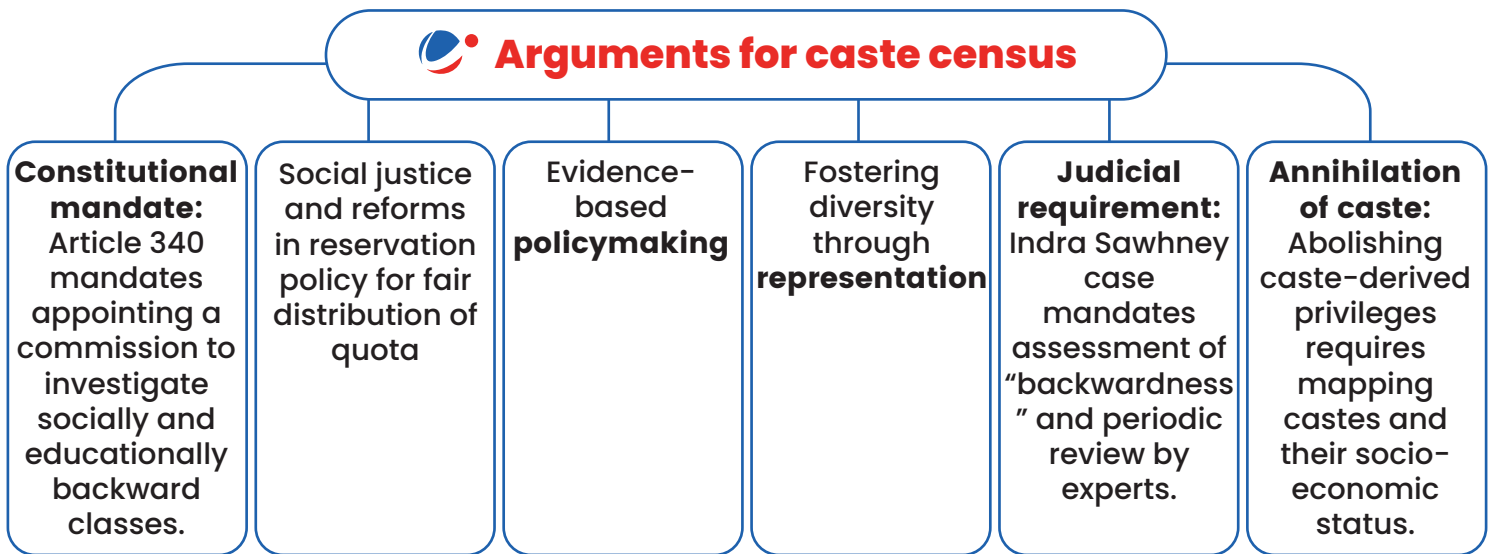 Arguments for caste census
Constitutional
mandate:
Article 340
mandates
appointing a
commission to
investigate
socially and
educationally
backward
classes.
Social justice
and reforms
in reservation
policy for fair
distribution of
quota
Evidence-
based
policymaking
Fostering
diversity
through
representation
Judicial
requirement:
Indra Sawhney
case
mandates
assessment of
“backwardness
” and periodic
review by
experts.
Annihilation
of caste:
Abolishing
caste-derived
privileges
requires
mapping
castes and
their socio-
economic
status.